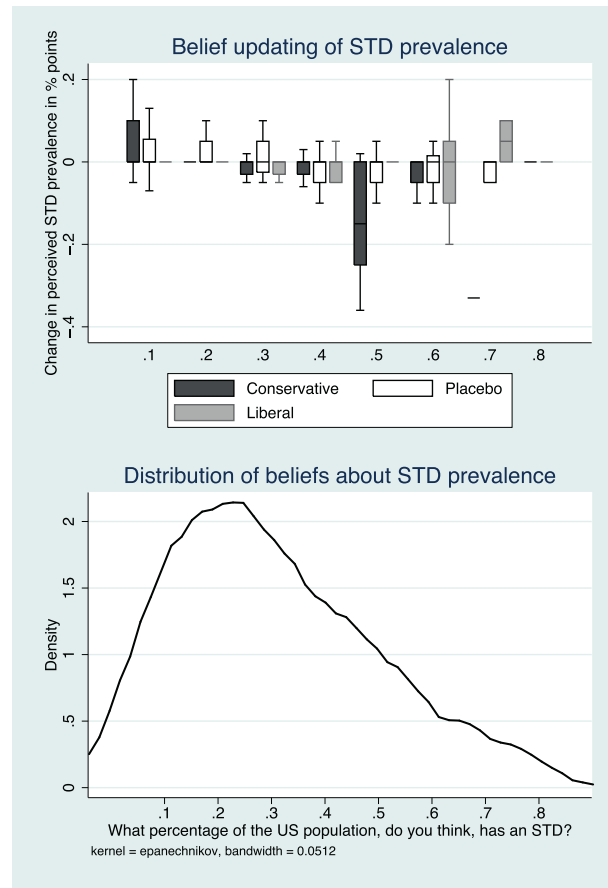 Belief updating of STD prevalence
Change in perceived STD prevalence in % points
.2
0
-.2
-.4
.1 .2 .3 .4 .5 .6 .7 .8
Conservative Placebo
Liberal
Distribution of beliefs about STD prevalence
Density
2
1.5
1
.5
0
.1 .2 .3 .4 .5 .6 .7 .8
What percentage of the US population, do you think, has an STD?
kernel = epanechnikov, bandwidth = 0.0512